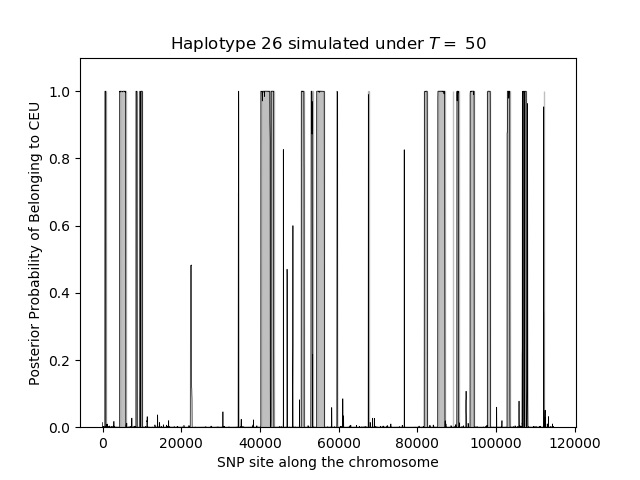 Haplotype 26 simulated under T = 50
Posterior Probability of Belonging to CEU
1.0
0.8
0.6
0.4
0.2
0.0
0 20000 40000 60000 80000 100000 120000
SNP site along the chromosome